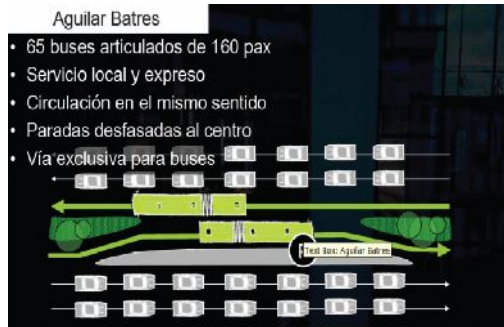 Aguilar Batres
• 65 buses articulados de 160 pax
• Servicio local y expreso
• Circulación en el mismo sentido
• Paradas desfasadas al centro
• Vía exclusiva para buses
Text Box: Aguilar Batres